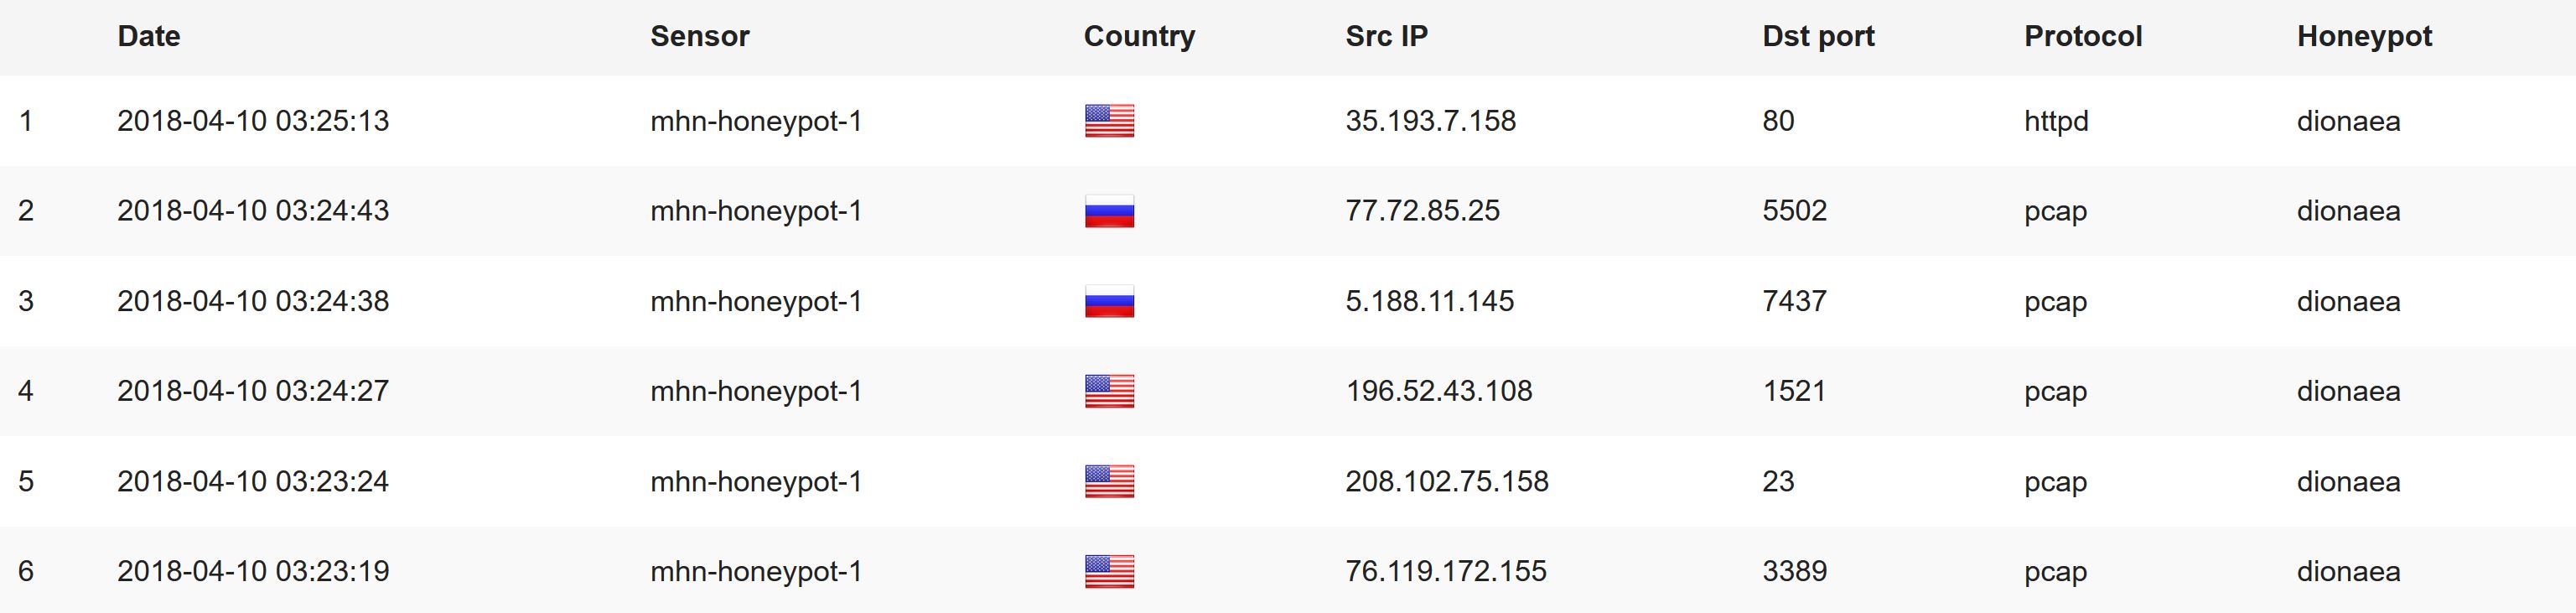 Date Sensor Country Src IP Dst port Protocol Honeypot
1 2018-04-10 03:25:13 mhn-honeypot-1 35.193.7.158 80 httpd dionaea
2 2018-04-10 03:24:43 mhn-honeypot-1 77.72.85.25 5502 pcap dionaea
3 2018-04-10 03:24:38 mhn-honeypot-1 5.188.11.145 7437 pcap dionaea
4 2018-04-10 03:24:27 mhn-honeypot-1 196.52.43.108 1521 pcap dionaea
5 2018-04-10 03:23:24 mhn-honeypot-1 208.102.75.158 23 pcap dionaea
6 2018-04-10 03:23:19 mhn-honeypot-1 76.119.172.155 3389 pcap dionaea